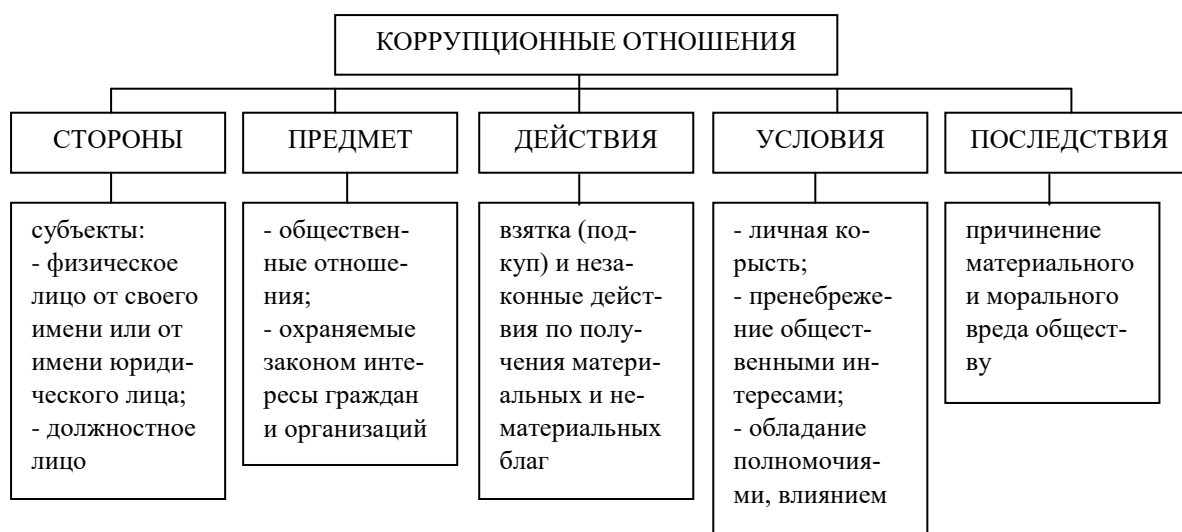 КОРРУПЦИОННЫЕ ОТНОШЕНИЯ
СТОРОНЫ
субъекты:
- физическое
лицо от своего
имени или от
имени юриди-
ческого лица;
- должностное
лицо
ПРЕДМЕТ
- обществен-
ные отноше-
ния;
- охраняемые
законом инте-
ресы граждан
и организаций
ДЕЙСТВИЯ
взятка (под-
куп) и неза-
конные дейст-
вия по полу-
чения матери-
альных и не-
материальных
благ
УСЛОВИЯ
- личная ко-
рысть;
- пренебреже-
ние общест-
венными ин-
тересами;
- обладание
полномочия-
ми, влиянием
ПОСЛЕДСТВИЯ
причинение
материального
и морального
вреда общест-
ву